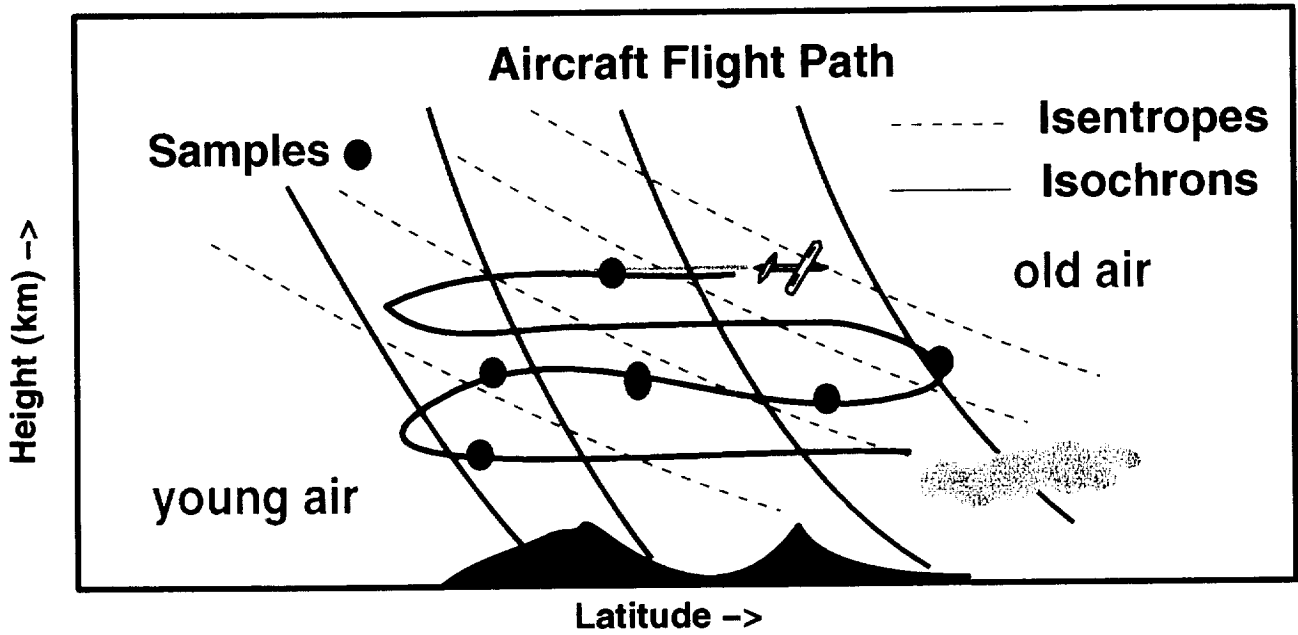 Aircraft Flight Path
Samples
Isentropes
Isochrons
old air
young air
Height (km) –>
Latitude –>